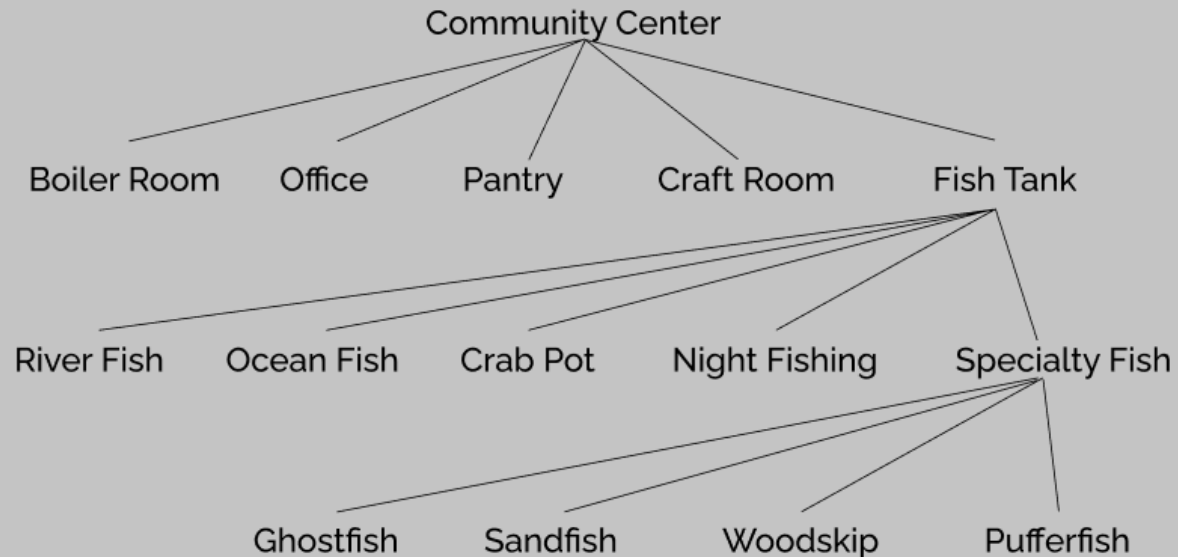 Community Center
Boiler Room Office Pantry Craft Room Fish Tank
River Fish Ocean Fish Crab Pot Night Fishing Specialty Fish
Ghostfish Sandfish Woodskip Pufferfish